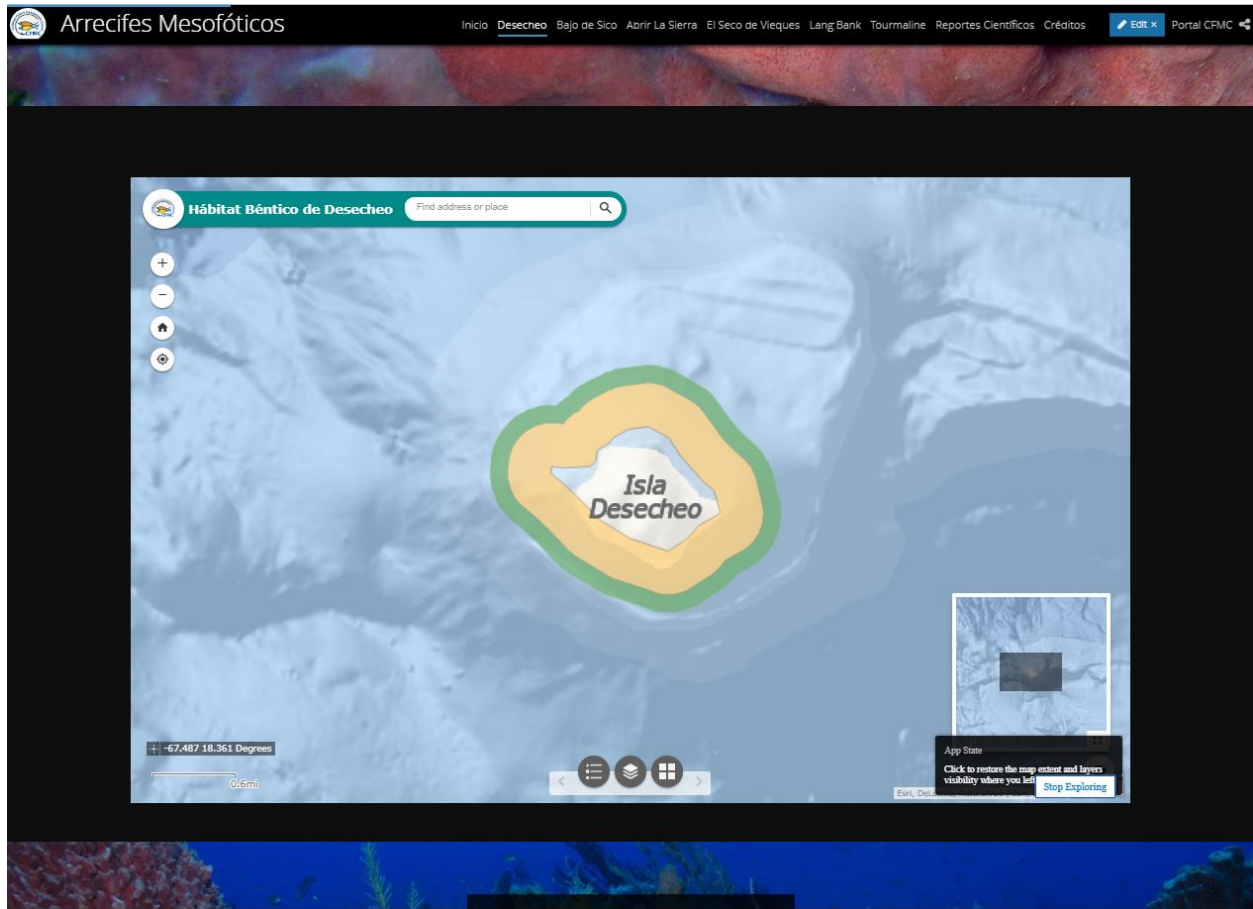 Arrecifes Mesofóticos
Inicio Desecheo Bajo de Sico Abrir La Sierra El Seco de Vieques Lang Bank Tourmaline Reportes Científicos Créditos Edit × Portal CFMC
Hábitat Béntico de Desecheo Find address or place
+
−
Isla
Desecheo
-67.487 18.361 Degrees
0.6mi
App State
Click to restore the map extent and layers
visibility where you left
Stop Exploring
Esri,